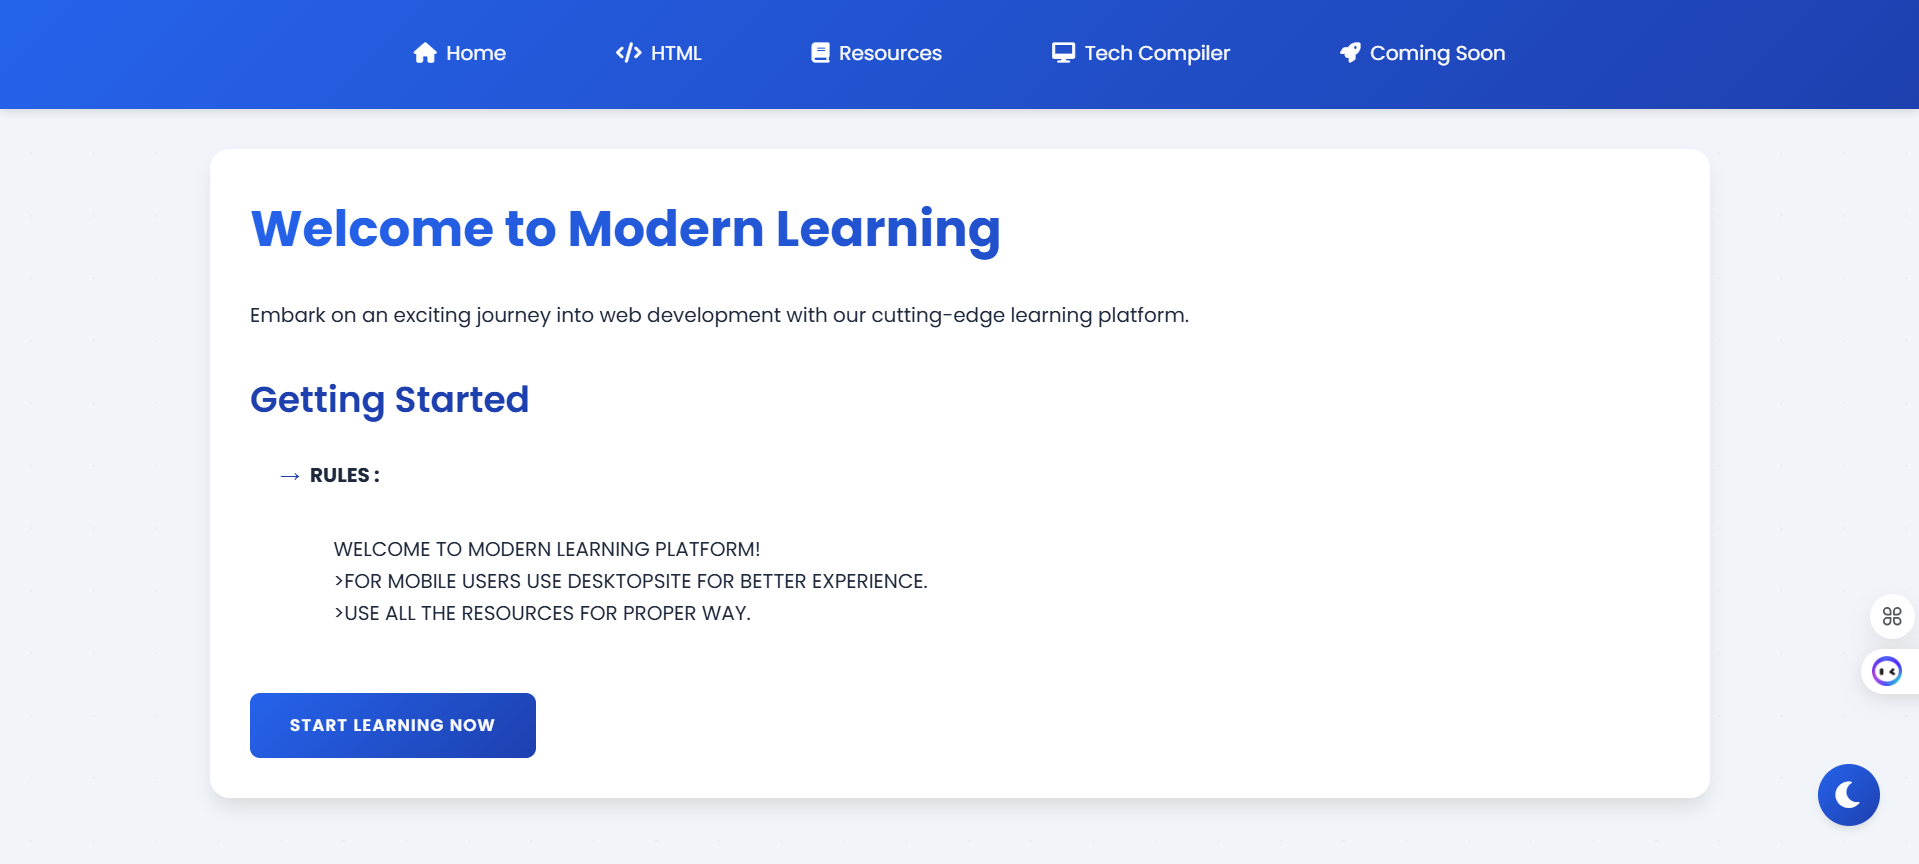 Home
HTML
Resources
Tech Compiler
Coming Soon
Welcome to Modern Learning
Embark on an exciting journey into web development with our cutting-edge learning platform.
Getting Started
→ RULES :
WELCOME TO MODERN LEARNING PLATFORM!
>FOR MOBILE USERS USE DESKTOPSITE FOR BETTER EXPERIENCE.
>USE ALL THE RESOURCES FOR PROPER WAY.
START LEARNING NOW